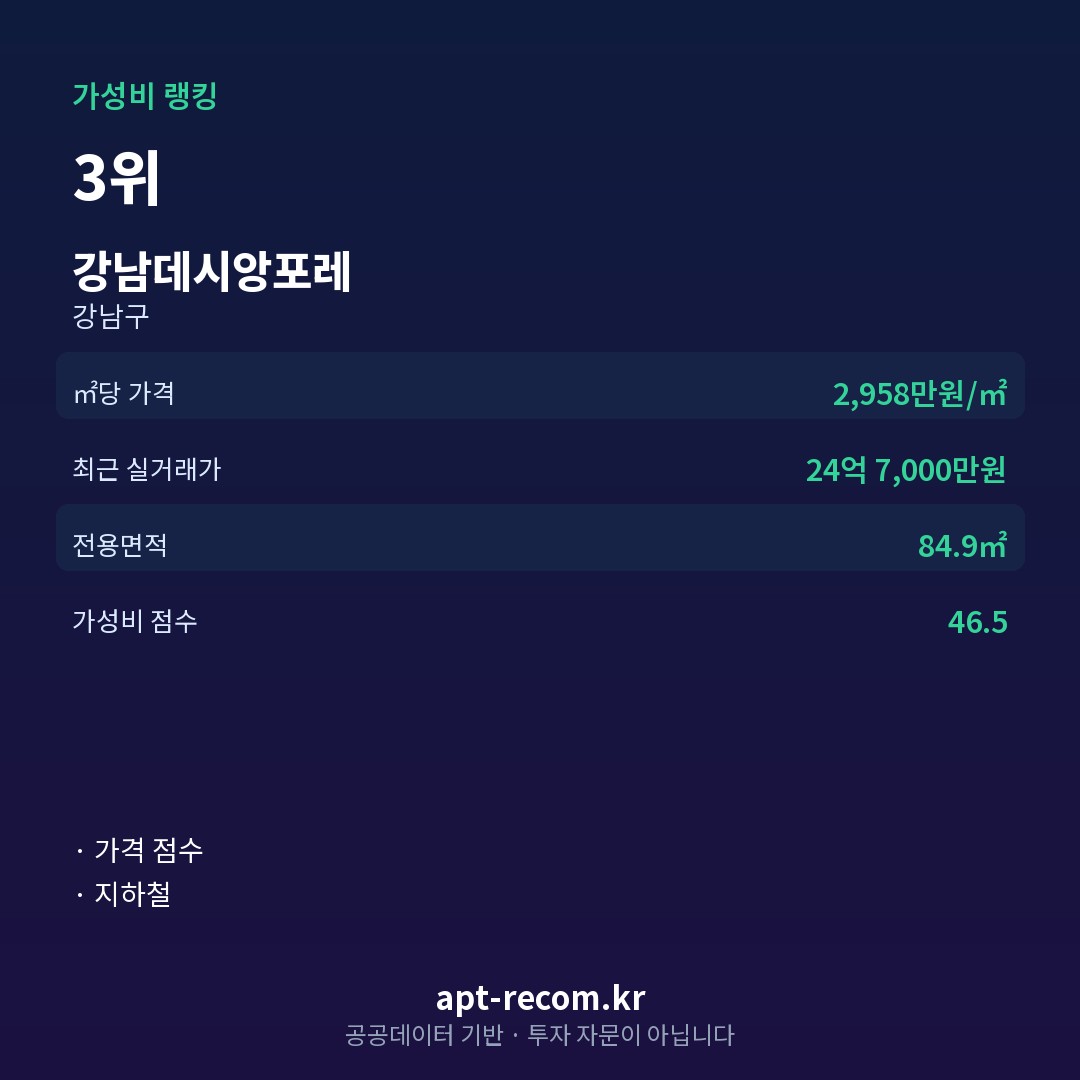 가성비 랭킹
3위
강남데시앙포레
강남구
㎡당 가격 2,958만원/㎡
최근 실거래가 24억 7,000만원
전용면적 84.9㎡
가성비 점수 46.5
· 가격 점수
· 지하철
apt-recom.kr
공공데이터 기반 · 투자 자문이 아닙니다